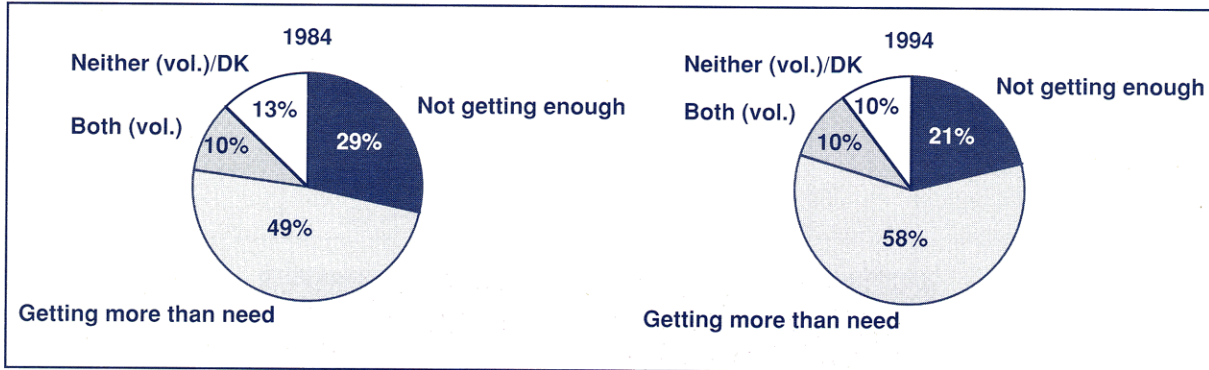 1984
Neither (vol.)/DK
13%
Not getting enough
29%
Both (vol.)
10%
49%
Getting more than need
1994
Neither (vol.)/DK
10%
Not getting enough
21%
Both (vol.)
10%
58%
Getting more than need